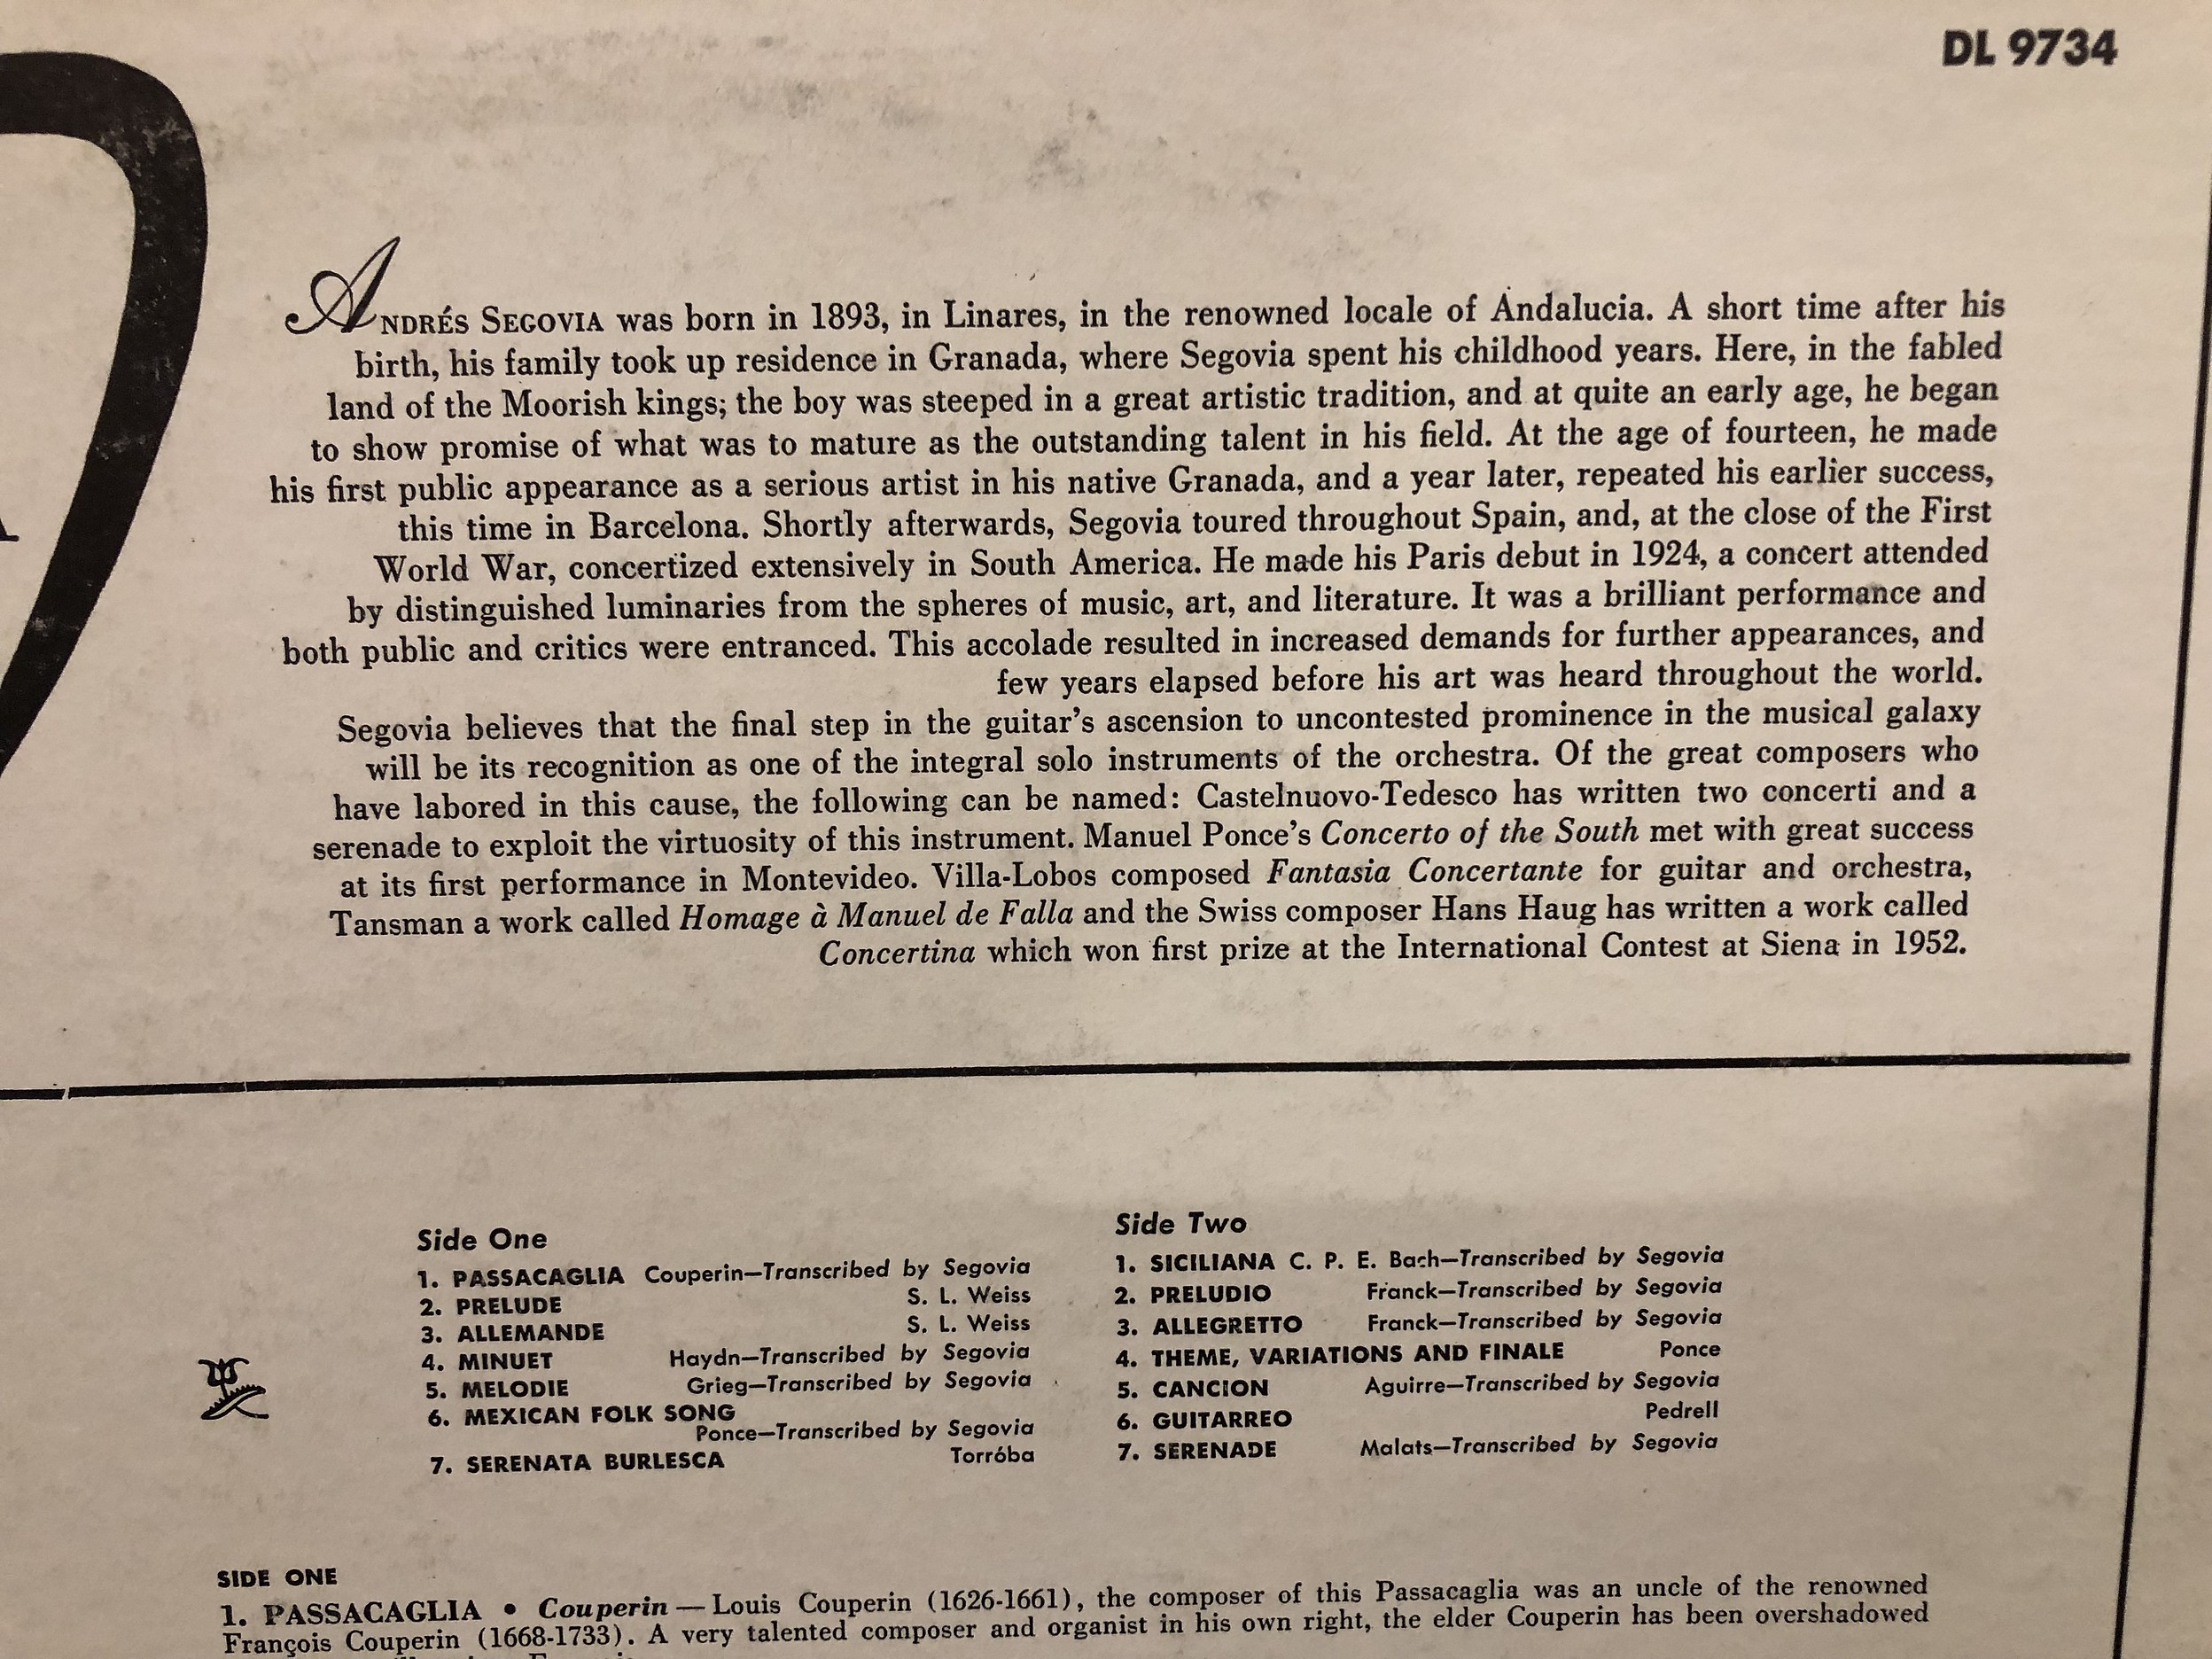 DL 9734
ANDRÉS SEGOVIA was born in 1893, in Linares, in the renowned locale of Andalucia. A short time after his
birth, his family took up residence in Granada, where Segovia spent his childhood years. Here, in the fabled
land of the Moorish kings; the boy was steeped in a great artistic tradition, and at quite an early age, he began
to show promise of what was to mature as the outstanding talent in his field. At the age of fourteen, he made
his first public appearance as a serious artist in his native Granada, and a year later, repeated his earlier success,
this time in Barcelona. Shortly afterwards, Segovia toured throughout Spain, and, at the close of the First
World War, concertized extensively in South America. He made his Paris debut in 1924, a concert attended
by distinguished luminaries from the spheres of music, art, and literature. It was a brilliant performance and
both public and critics were entranced. This accolade resulted in increased demands for further appearances, and
few years elapsed before his art was heard throughout the world.
Segovia believes that the final step in the guitar's ascension to uncontested prominence in the musical galaxy
will be its recognition as one of the integral solo instruments of the orchestra. Of the great composers who
have labored in this cause, the following can be named: Castelnuovo-Tedesco has written two concerti and a
serenade to exploit the virtuosity of this instrument. Manuel Ponce's Concerto of the South met with great success
at its first performance in Montevideo. Villa-Lobos composed Fantasia Concertante for guitar and orchestra,
Tansman a work called Homage à Manuel de Falla and the Swiss composer Hans Haug has written a work called
Concertina which won first prize at the International Contest at Siena in 1952.
Side One
1. PASSACAGLIA Couperin—Transcribed by Segovia
2. PRELUDE S. L. Weiss
3. ALLEMANDE S. L. Weiss
4. MINUET Haydn—Transcribed by Segovia
5. MELODIE Grieg—Transcribed by Segovia
6. MEXICAN FOLK SONG
Ponce—Transcribed by Segovia
7. SERENATA BURLESCA Torróba
Side Two
1. SICILIANA C. P. E. Bach—Transcribed by Segovia
2. PRELUDIO Franck—Transcribed by Segovia
3. ALLEGRETTO Franck—Transcribed by Segovia
4. THEME, VARIATIONS AND FINALE Ponce
5. CANCION Aguirre—Transcribed by Segovia
6. GUITARREO Pedrell
7. SERENADE Malats—Transcribed by Segovia
SIDE ONE
1. PASSACAGLIA • Couperin — Louis Couperin (1626-1661), the composer of this Passacaglia was an uncle of the renowned
François Couperin (1668-1733). A very talented composer and organist in his own right, the elder Couperin has been overshadowed